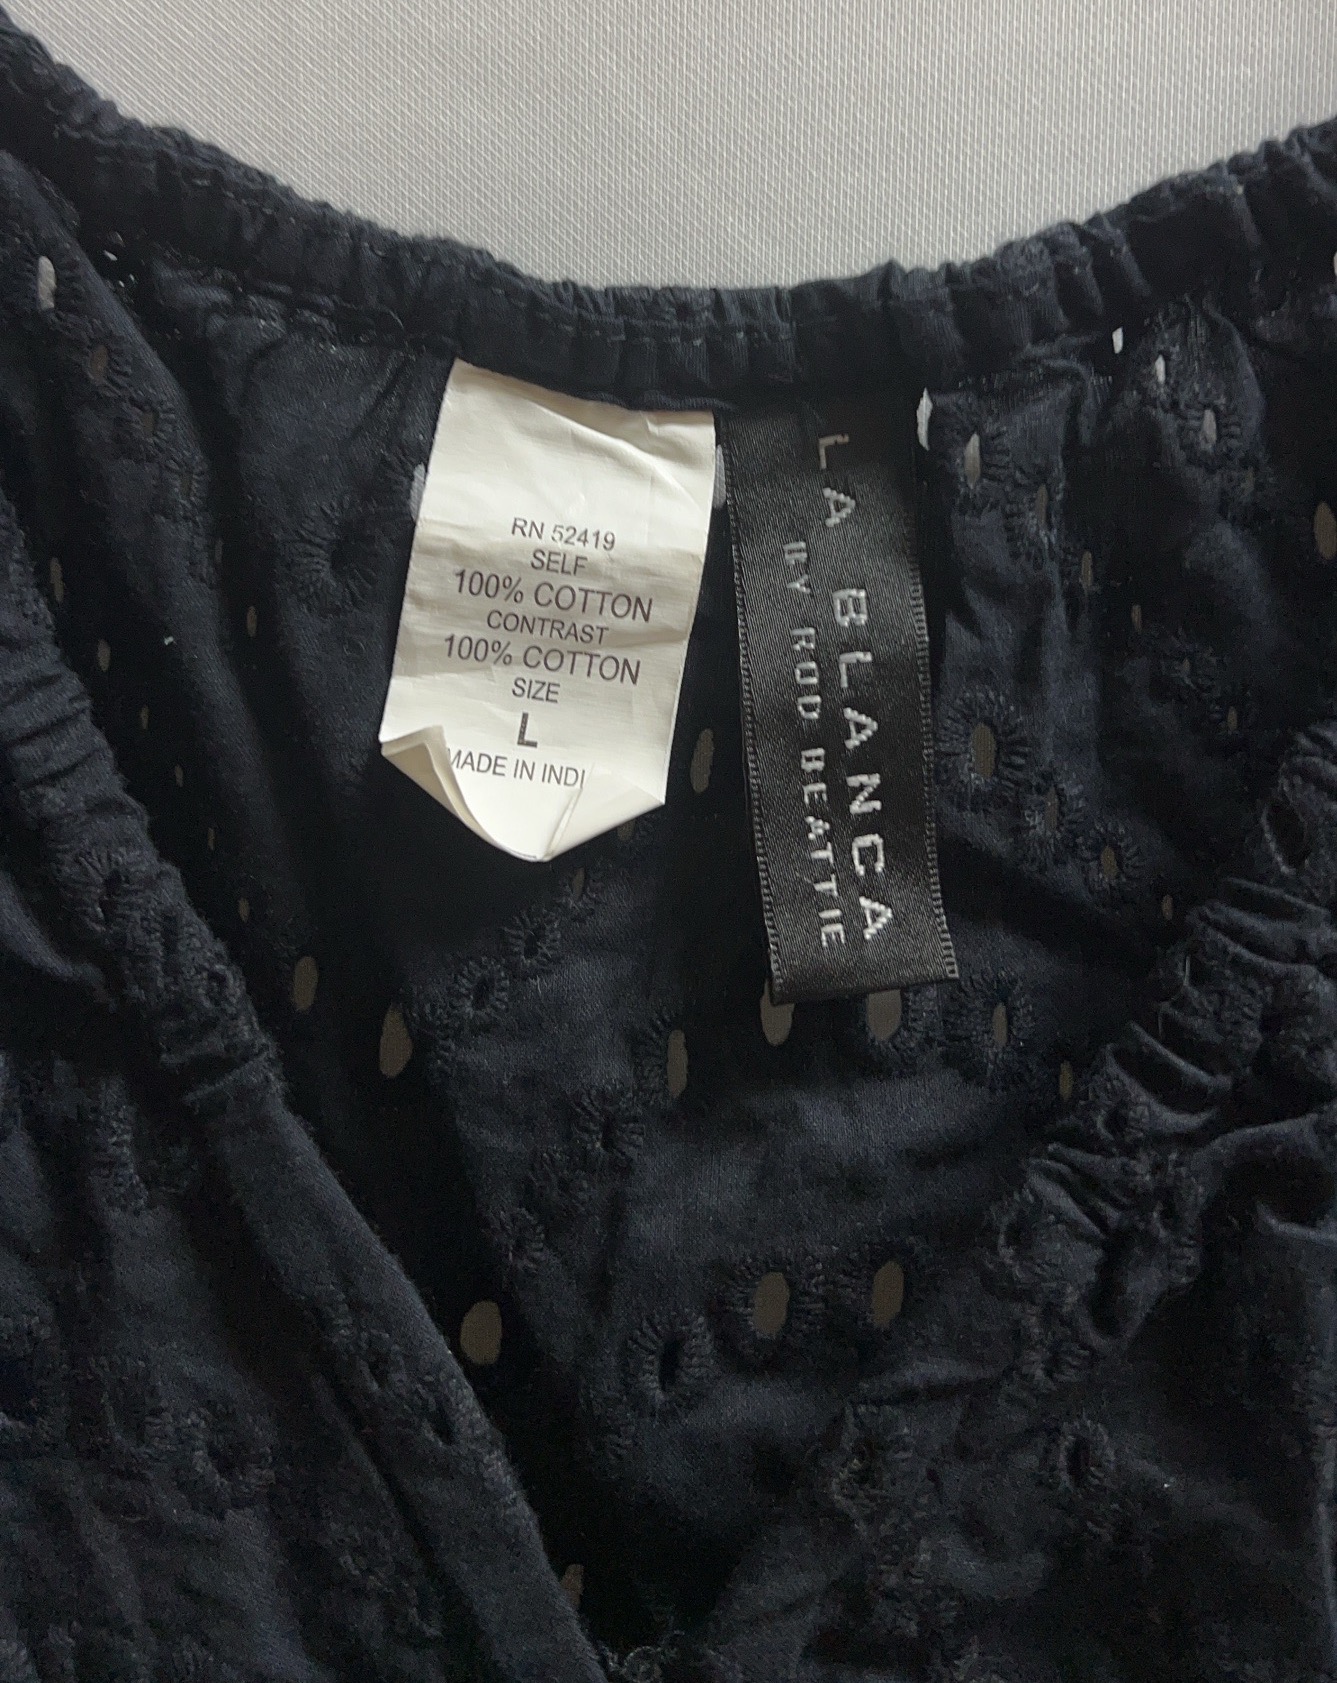 RN 52419
SELF
100% COTTON
CONTRAST
100% COTTON
SIZE
L
MADE IN INDI
LA BLANCA
BY ROD BEATTIE